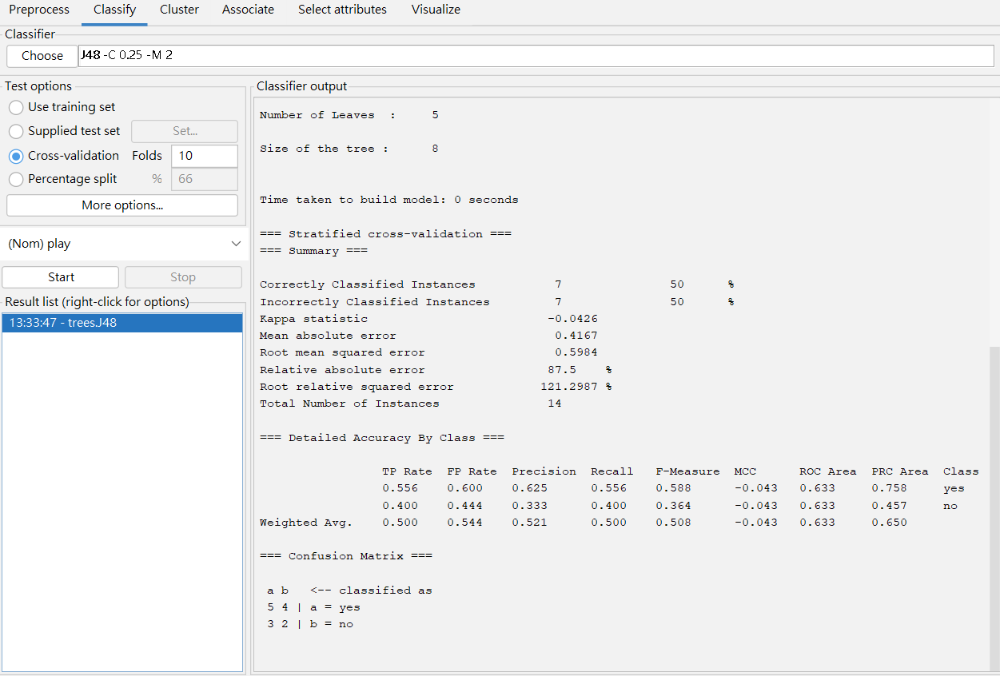 Preprocess Classify Cluster Associate Select attributes Visualize
Classifier
Choose J48 -C 0.25 -M 2
Test options
Use training set
Supplied test set Set...
Cross-validation Folds 10
Percentage split % 66
More options...
(Nom) play
Start Stop
Result list (right-click for options)
13:33:47 - trees.J48
Classifier output
Number of Leaves  :     5
Size of the tree :      8
Time taken to build model: 0 seconds
=== Stratified cross-validation ===
=== Summary ===
Correctly Classified Instances           7               50      %
Incorrectly Classified Instances         7               50      %
Kappa statistic                         -0.0426
Mean absolute error                      0.4167
Root mean squared error                  0.5984
Relative absolute error                 87.5    %
Root relative squared error            121.2987 %
Total Number of Instances               14
=== Detailed Accuracy By Class ===
TP Rate  FP Rate  Precision  Recall   F-Measure  MCC      ROC Area  PRC Area  Class
0.556    0.600    0.625      0.556    0.588      -0.043   0.633     0.758     yes
0.400    0.444    0.333      0.400    0.364      -0.043   0.633     0.457     no
Weighted Avg.    0.500    0.544    0.521      0.500    0.508      -0.043   0.633     0.650
=== Confusion Matrix ===
a b   <-- classified as
5 4 | a = yes
3 2 | b = no